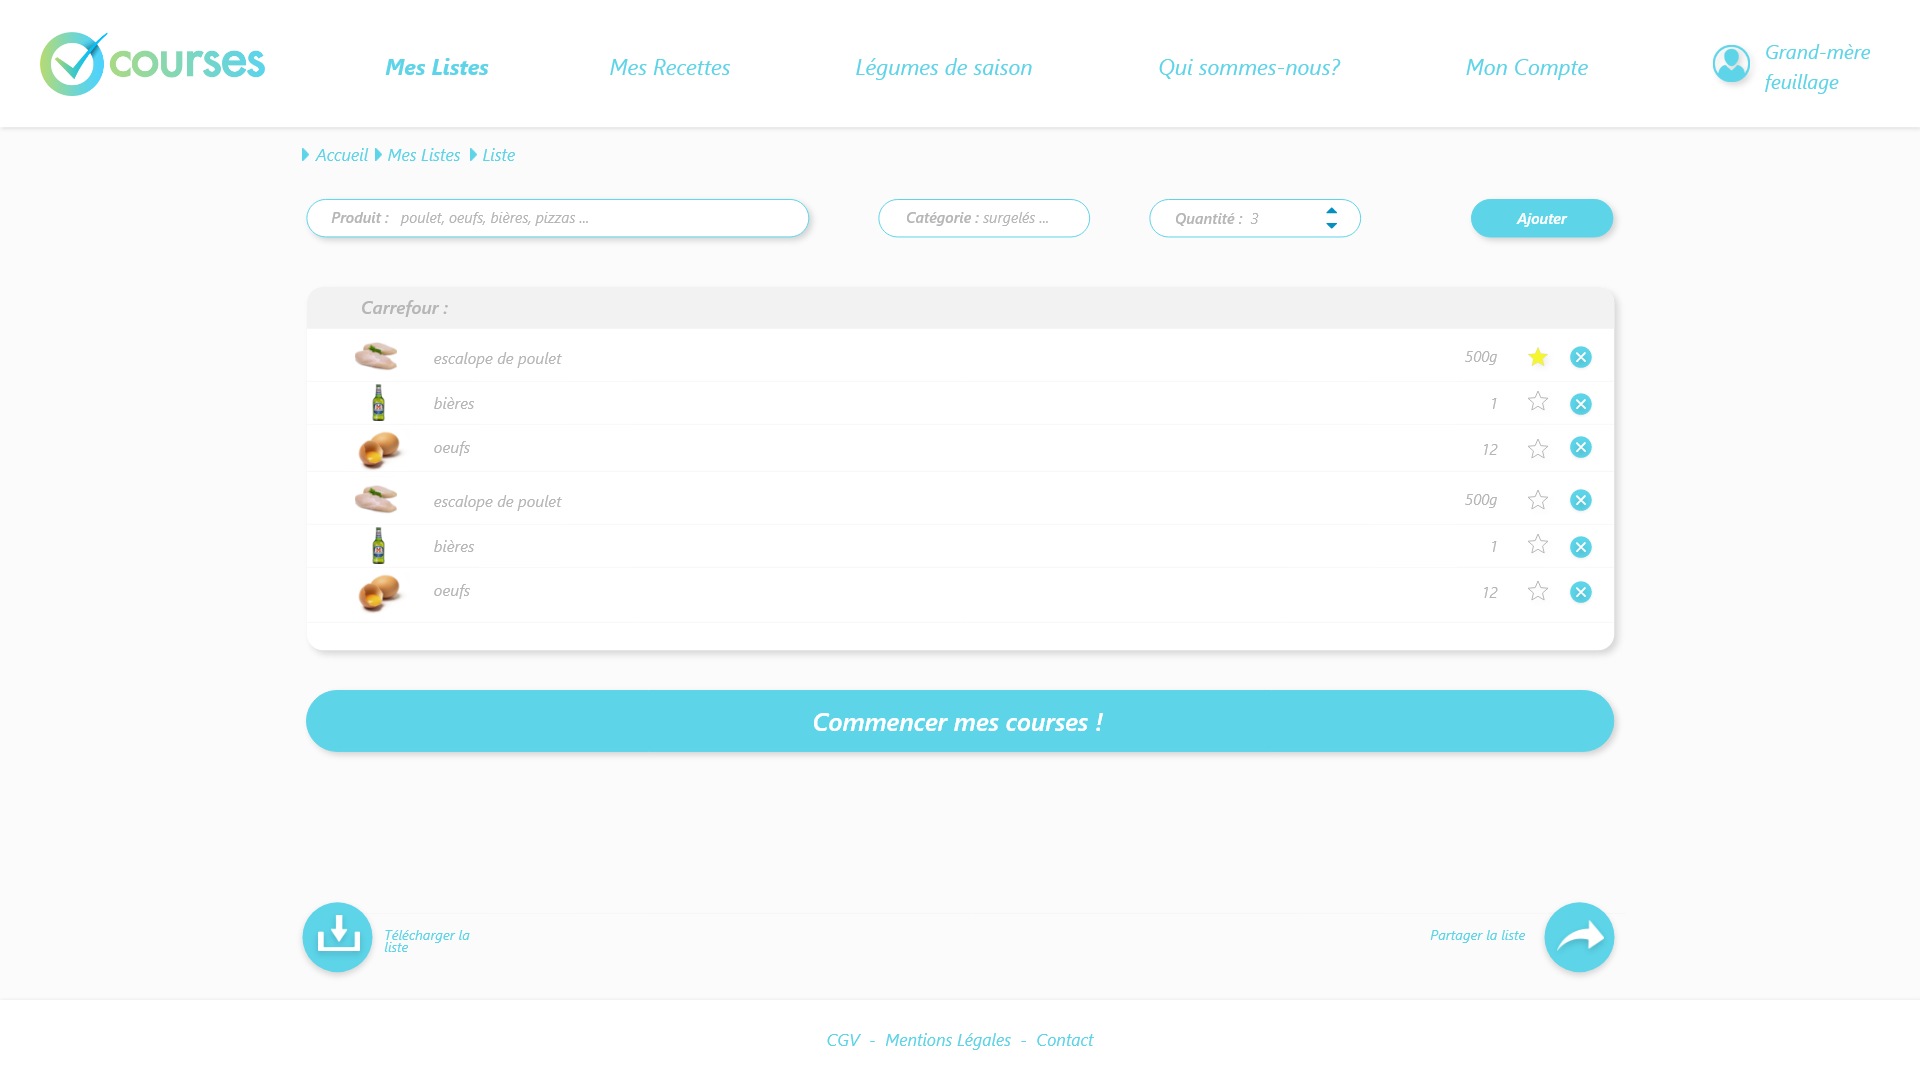 courses
Mes Listes Mes Recettes Légumes de saison Qui sommes-nous? Mon Compte
Grand-mère
feuillage
Accueil Mes Listes Liste
Produit : poulet, oeufs, bières, pizzas ... Catégorie : surgelés ... Quantité : 3 Ajouter
Carrefour :
escalope de poulet 500g
bières 1
oeufs 12
escalope de poulet 500g
bières 1
oeufs 12
Commencer mes courses !
Télécharger la
liste
Partager la liste
CGV - Mentions Légales - Contact